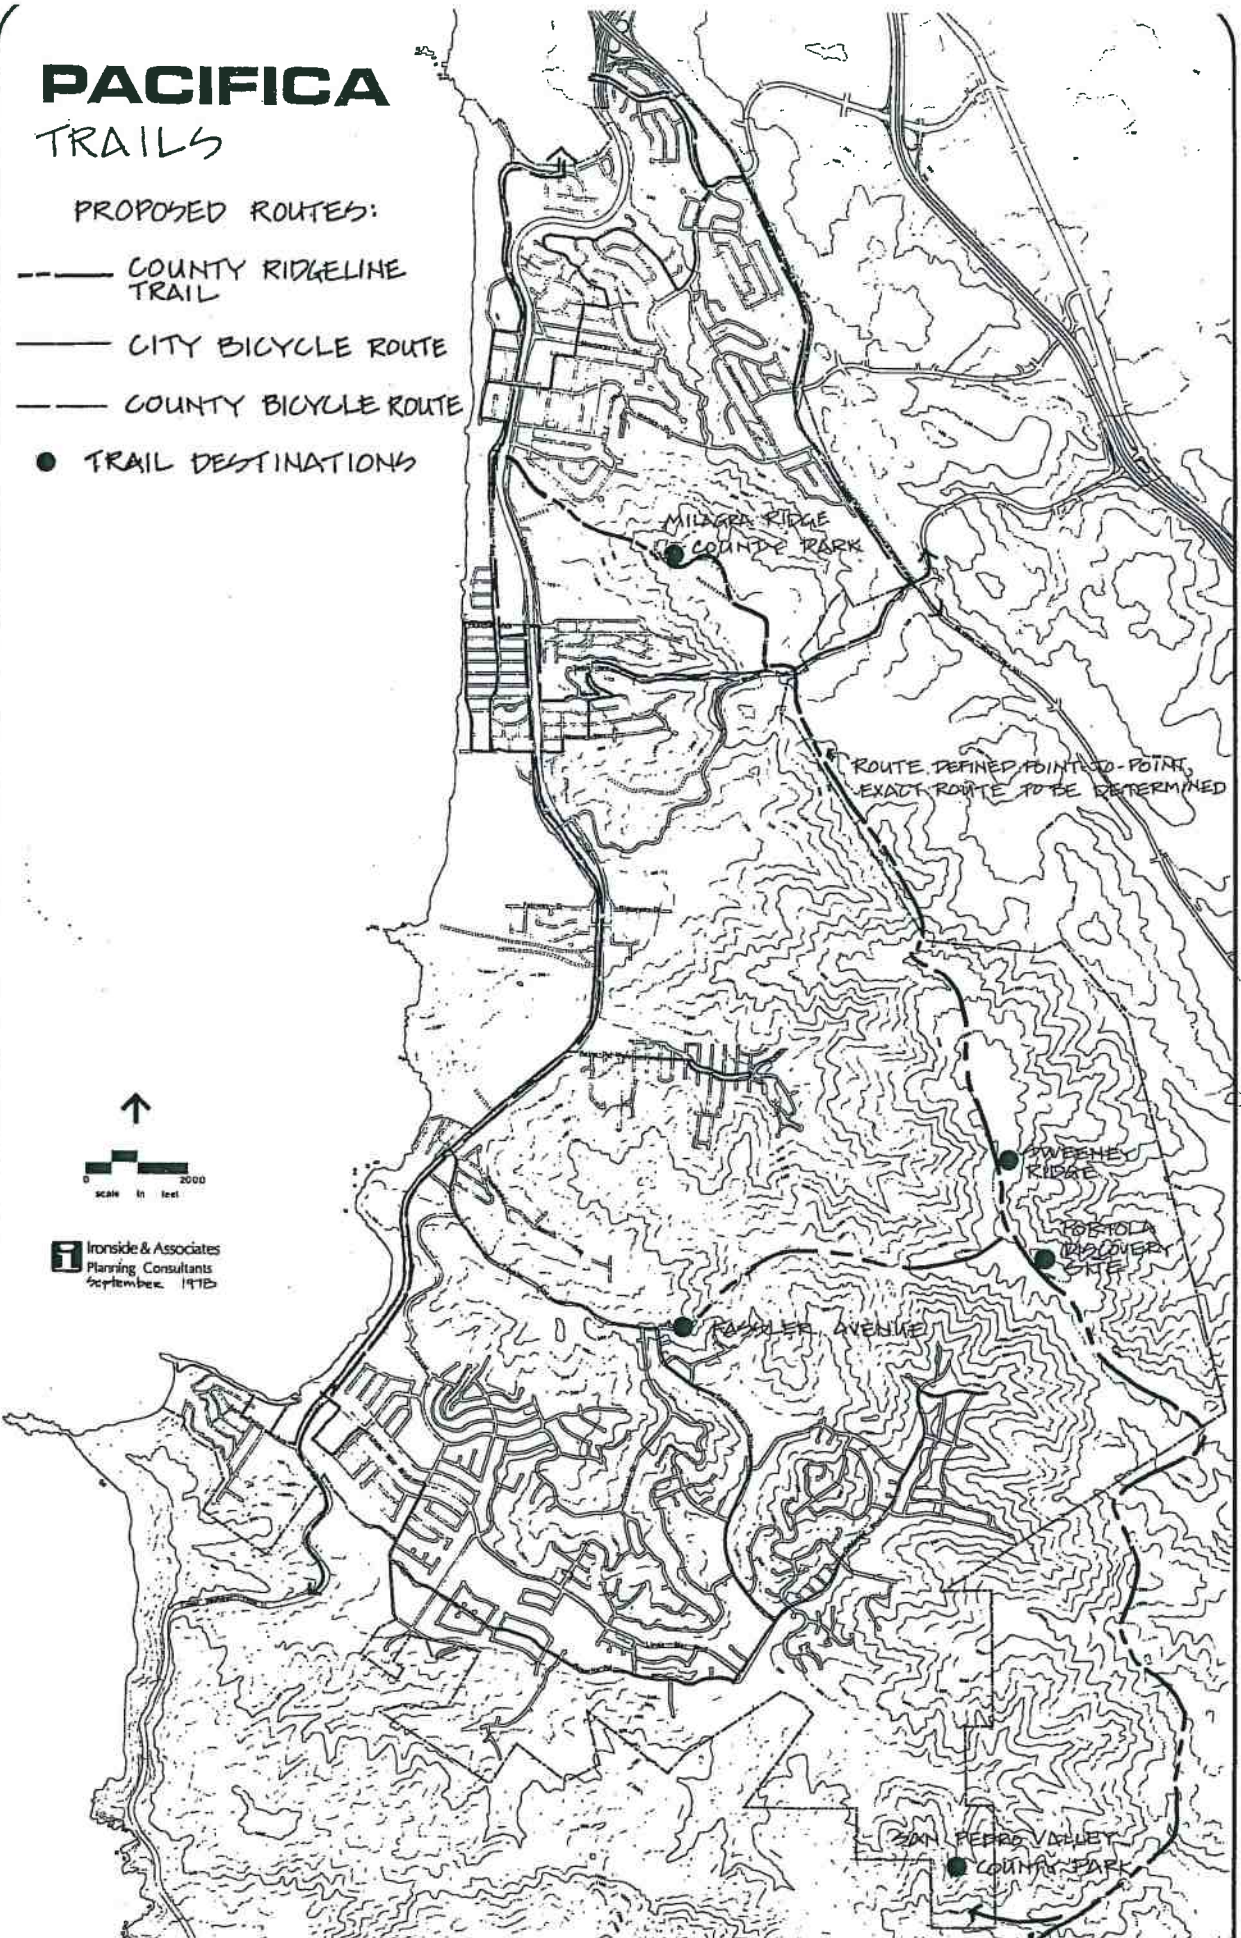 PACIFICA
TRAILS
PROPOSED ROUTES:
COUNTY RIDGELINE
TRAIL
CITY BICYCLE ROUTE
COUNTY BICYCLE ROUTE
TRAIL DESTINATIONS
MILAGRA RIDGE
COUNTY PARK
ROUTE DEFINED POINT-TO-POINT,
EXACT ROUTE TO BE DETERMINED
SWEENEY
RIDGE
PORTOLA
DISCOVERY
SITE
FASSLER AVENUE
SAN PEDRO VALLEY
COUNTY PARK
0 2000
scale in feet
i Ironside & Associates
Planning Consultants
September 1978